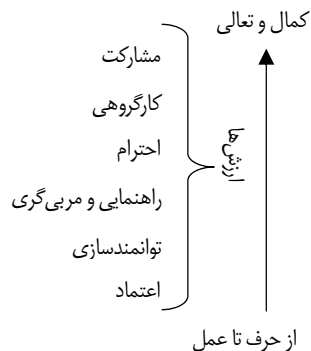 کمال و تعالی
مشارکت
کارگروهی
احترام
ارزش‌ها
راهنمایی و مربی‌گری
توانمندسازی
اعتماد
از حرف تا عمل